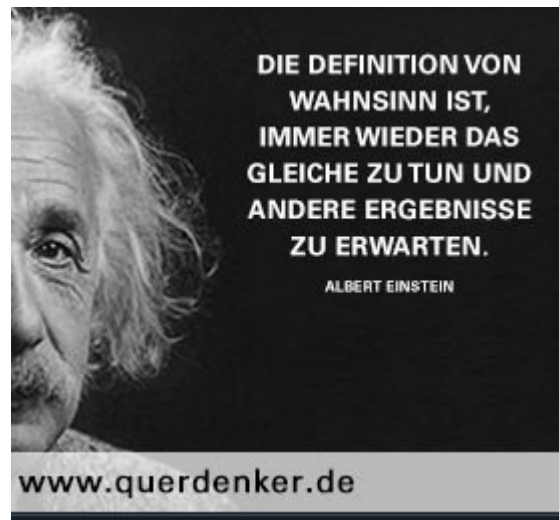 DIE DEFINITION VON
WAHNSINN IST,
IMMER WIEDER DAS
GLEICHE ZU TUN UND
ANDERE ERGEBNISSE
ZU ERWARTEN.
ALBERT EINSTEIN
www.querdenker.de